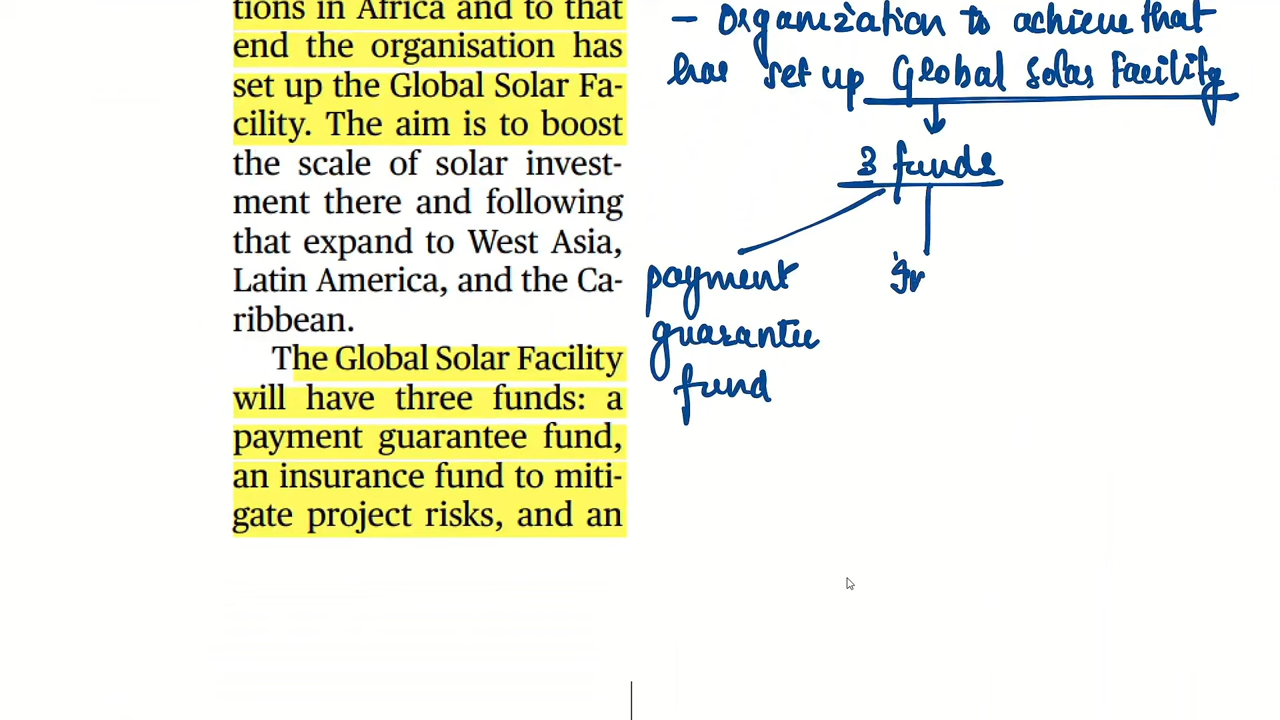 tions in Africa and to that
end the organisation has
set up the Global Solar Fa-
cility. The aim is to boost
the scale of solar invest-
ment there and following
that expand to West Asia,
Latin America, and the Ca-
ribbean.
The Global Solar Facility
will have three funds: a
payment guarantee fund,
an insurance fund to miti-
gate project risks, and an
- Organization to achieve that
has set up Global Solar Facility
3 funds
payment
guarantee
fund
In